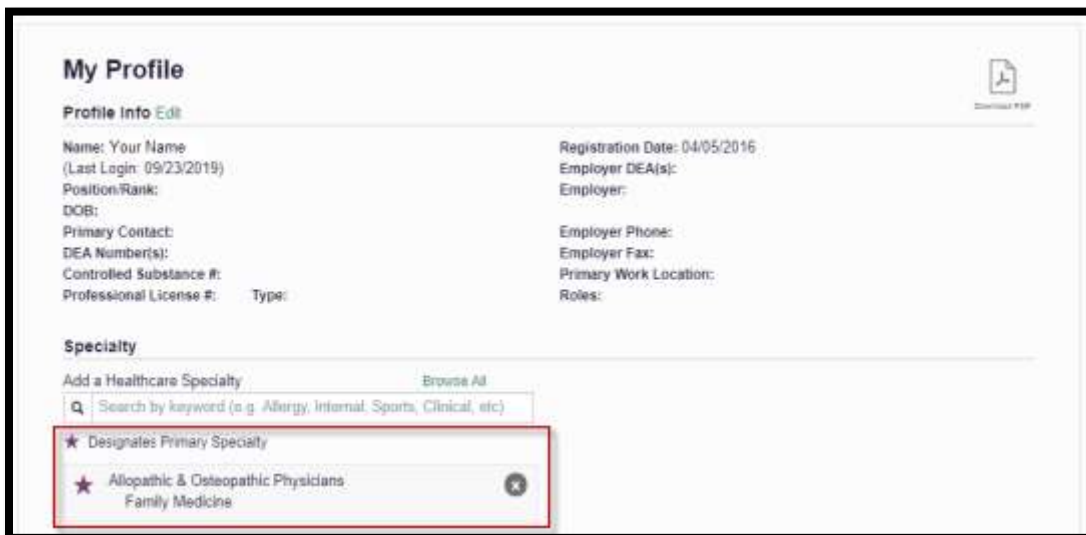 My Profile
Download PDF
Profile Info Edit
Name: Your Name
(Last Login: 09/23/2019)
Position/Rank:
DOB:
Primary Contact:
DEA Number(s):
Controlled Substance #:
Professional License #: Type:
Registration Date: 04/05/2016
Employer DEA(s):
Employer:
Employer Phone:
Employer Fax:
Primary Work Location:
Roles:
Specialty
Add a Healthcare Specialty Browse All
Search by keyword (e.g. Allergy, Internal, Sports, Clinical, etc)
★ Designates Primary Specialty
★ Allopathic & Osteopathic Physicians
Family Medicine